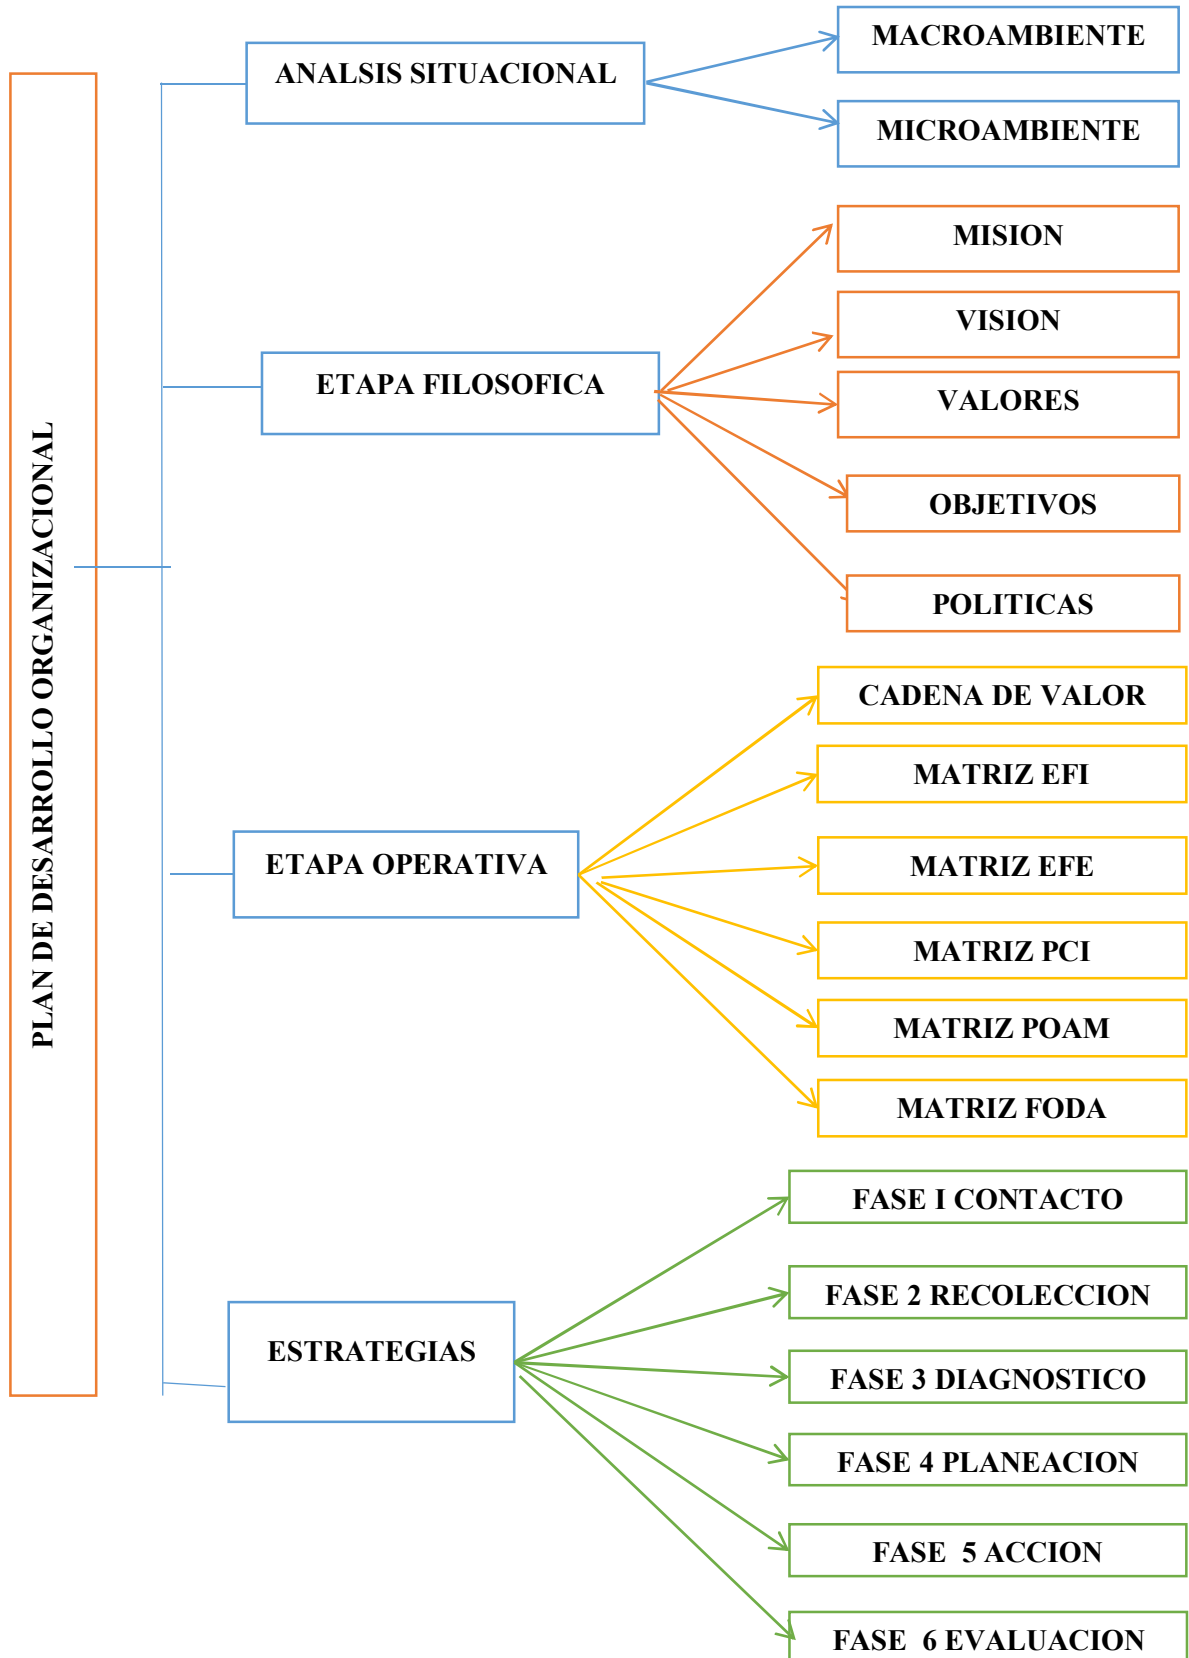 PLAN DE DESARROLLO ORGANIZACIONAL
ANALSIS SITUACIONAL
MACROAMBIENTE
MICROAMBIENTE
ETAPA FILOSOFICA
MISION
VISION
VALORES
OBJETIVOS
POLITICAS
ETAPA OPERATIVA
CADENA DE VALOR
MATRIZ EFI
MATRIZ EFE
MATRIZ PCI
MATRIZ POAM
MATRIZ FODA
ESTRATEGIAS
FASE I CONTACTO
FASE 2 RECOLECCION
FASE 3 DIAGNOSTICO
FASE 4 PLANEACION
FASE 5 ACCION
FASE 6 EVALUACION